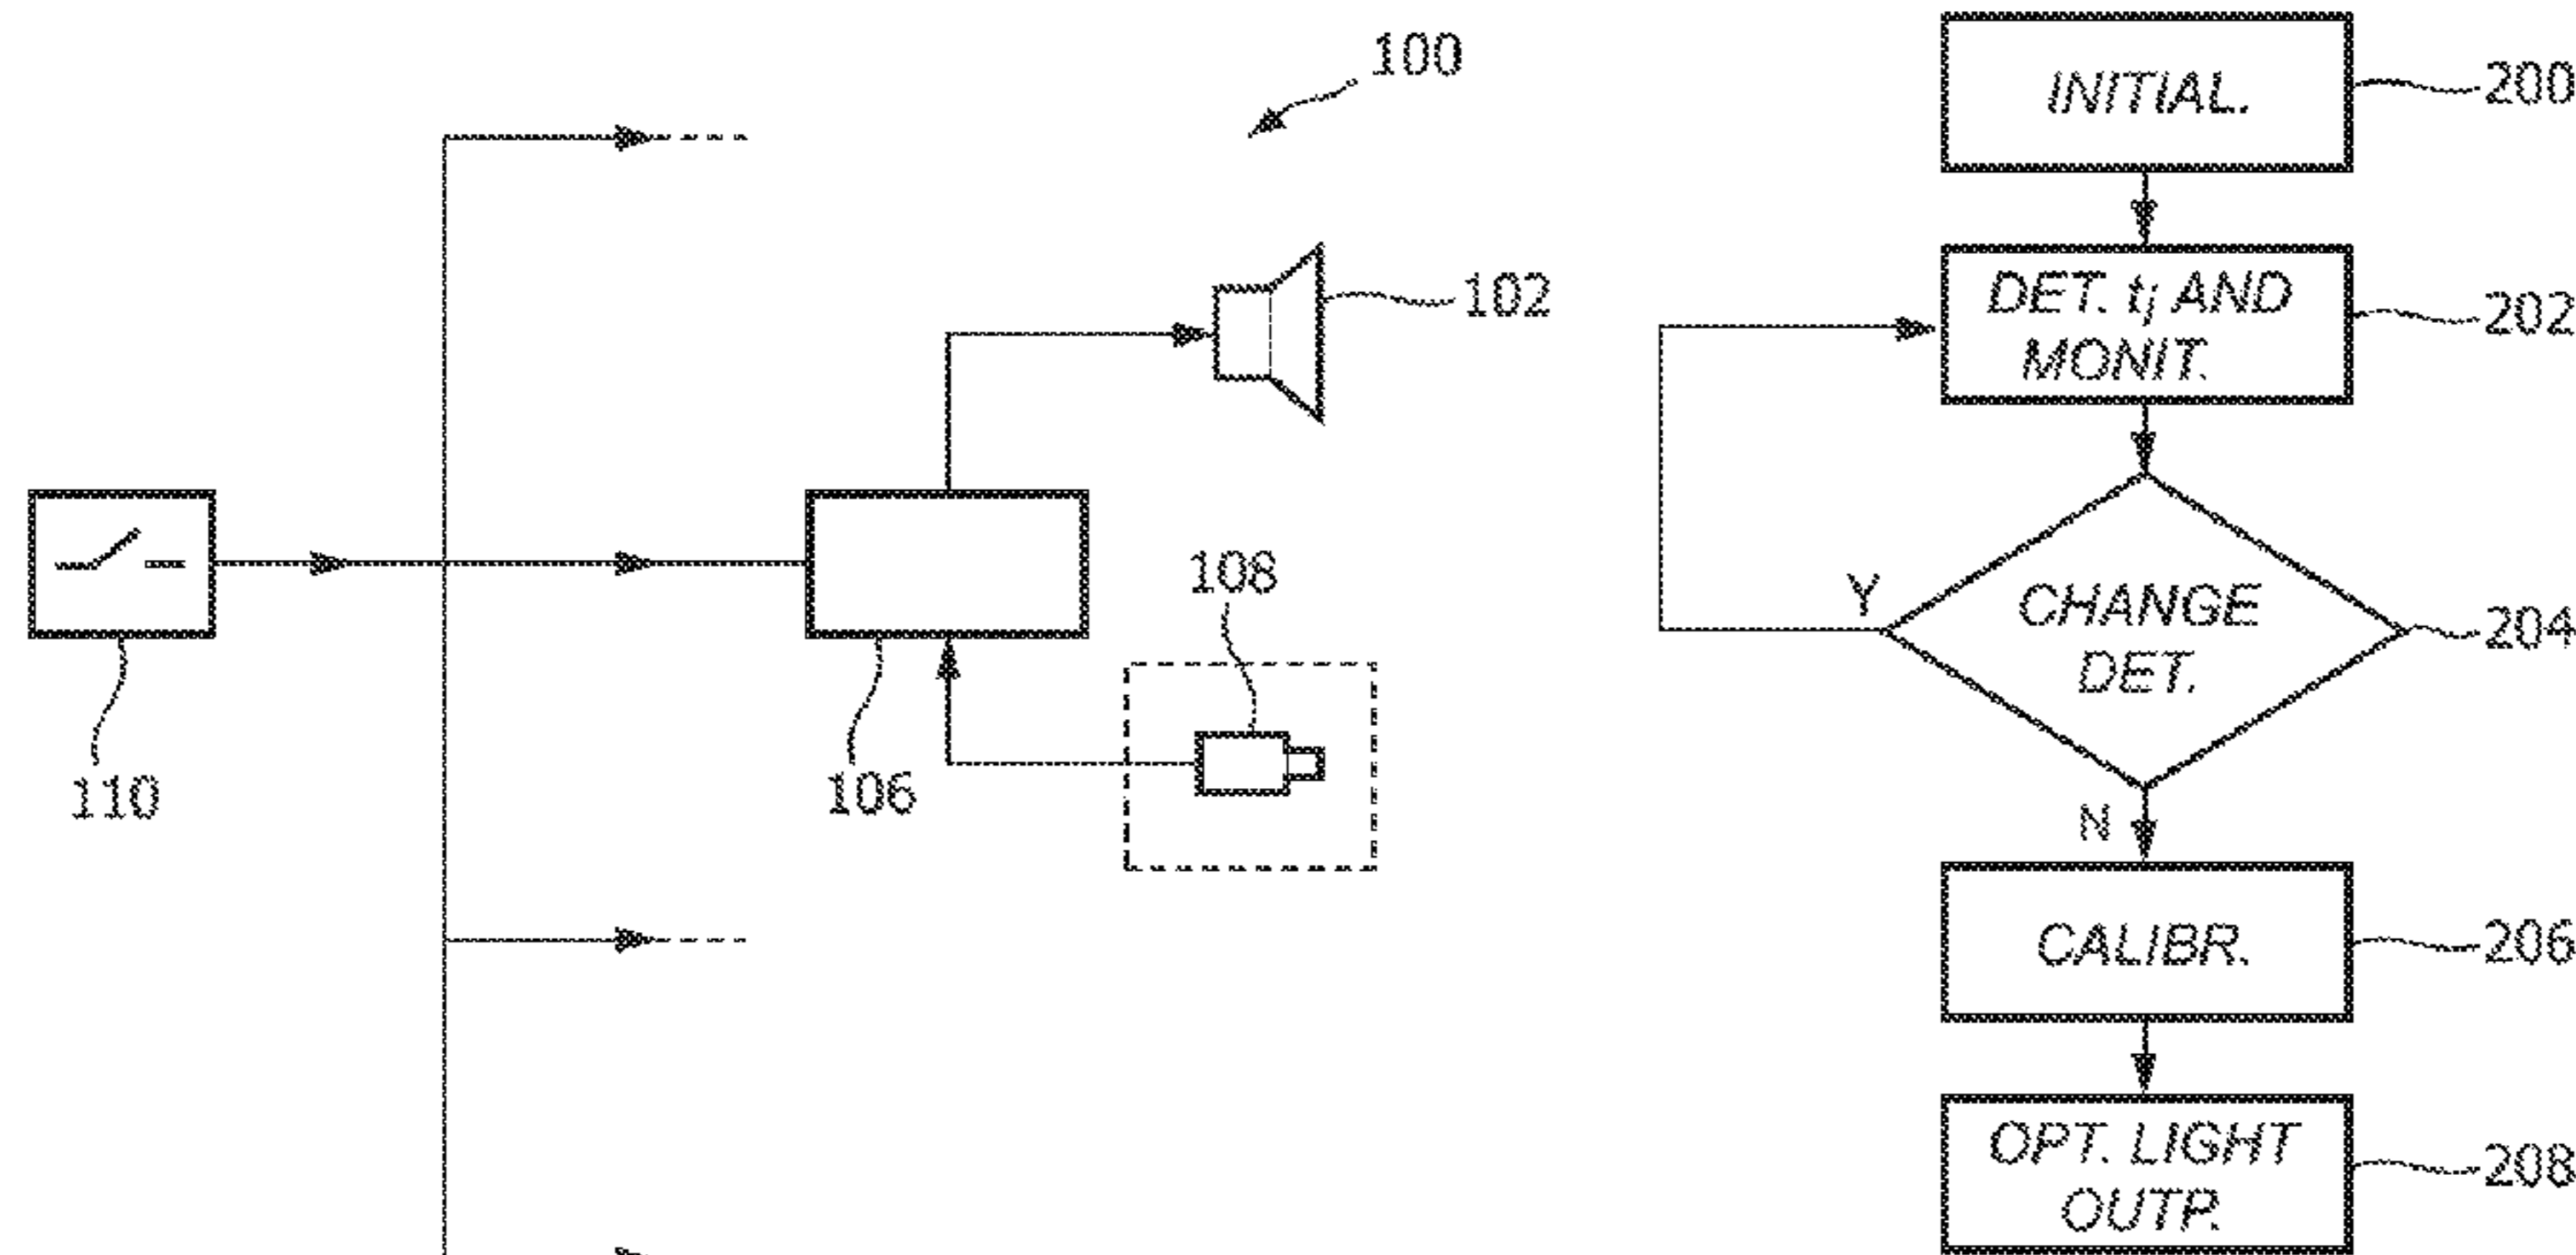 100
102
108
110
106
INITIAL.
200
DET. tj AND
MONIT.
202
Y
CHANGE
DET.
204
N
CALIBR.
206
OPT. LIGHT
OUTP.
208